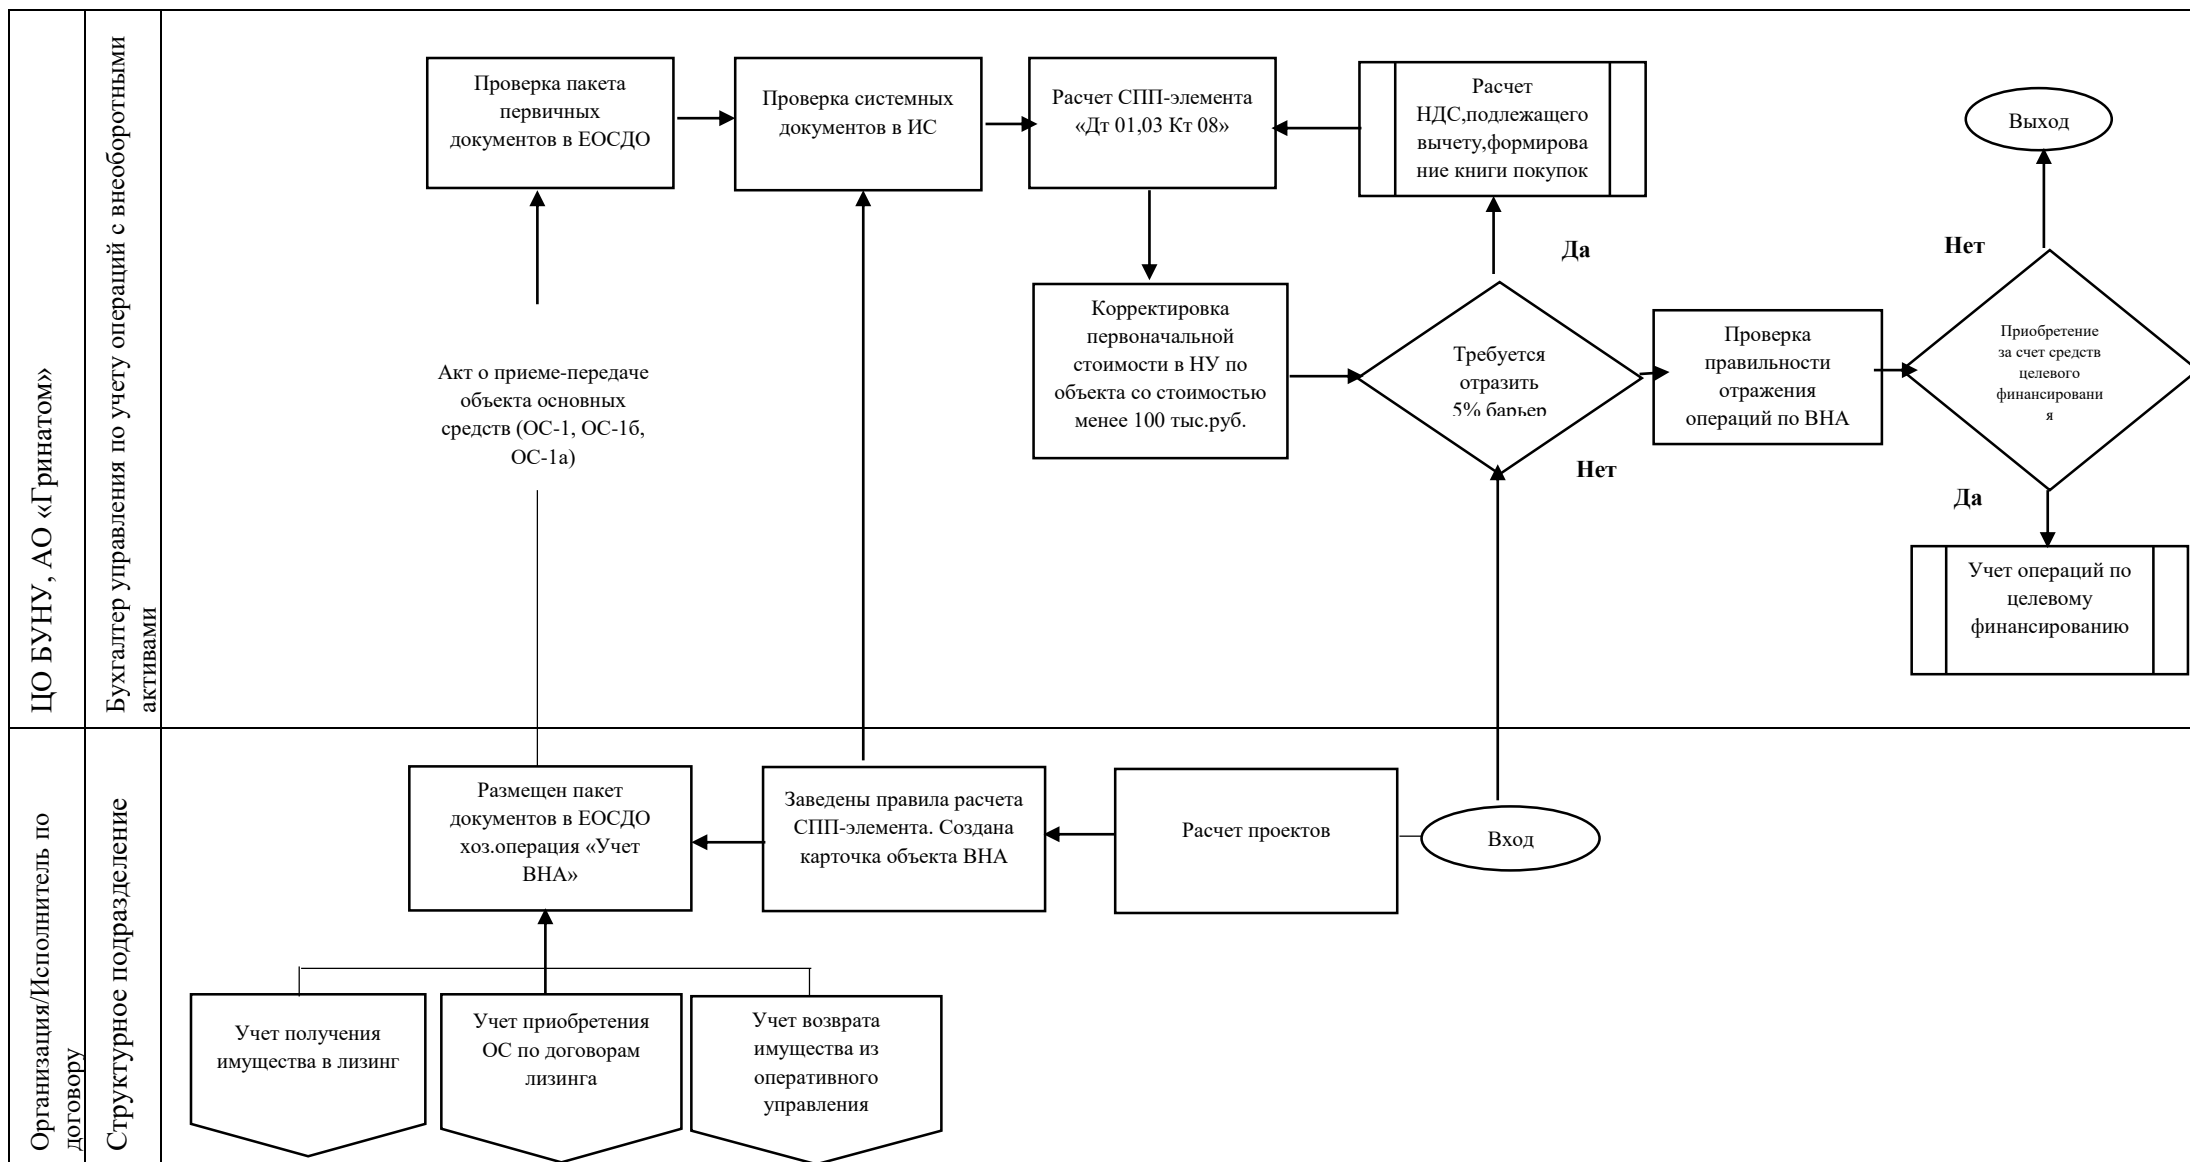 ЦО БУНУ, АО «Гринатом»
Бухгалтер управления по учету операций с внеоборотными
активами
Проверка пакета
первичных
документов в ЕОСДО
Проверка системных
документов в ИС
Расчет СПП-элемента
«Дт 01,03 Кт 08»
Расчет
НДС,подлежащего
вычету,формирова
ние книги покупок
Выход
Да
Нет
Акт о приеме-передаче
объекта основных
средств (ОС-1, ОС-1б,
ОС-1а)
Корректировка
первоначальной
стоимости в НУ по
объекта со стоимостью
менее 100 тыс.руб.
Требуется
отразить
5% барьер
Проверка
правильности
отражения
операций по ВНА
Приобретение
за счет средств
целевого
финансировани
я
Нет
Да
Учет операций по
целевому
финансированию
Организация/Исполнитель по
договору
Структурное подразделение
Размещен пакет
документов в ЕОСДО
хоз.операция «Учет
ВНА»
Заведены правила расчета
СПП-элемента. Создана
карточка объекта ВНА
Расчет проектов
Вход
Учет получения
имущества в лизинг
Учет приобретения
ОС по договорам
лизинга
Учет возврата
имущества из
оперативного
управления